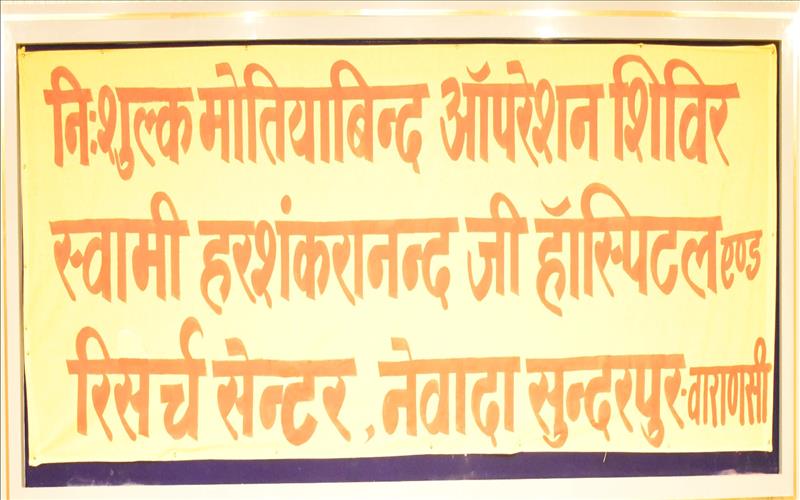 निःशुल्क मोतियाबिन्द ऑपरेशन शिविर
स्वामी हरशंकरानन्द जी हॉस्पिटल एण्ड
रिसर्च सेन्टर, नेवादा सुन्दरपुर-वाराणसी